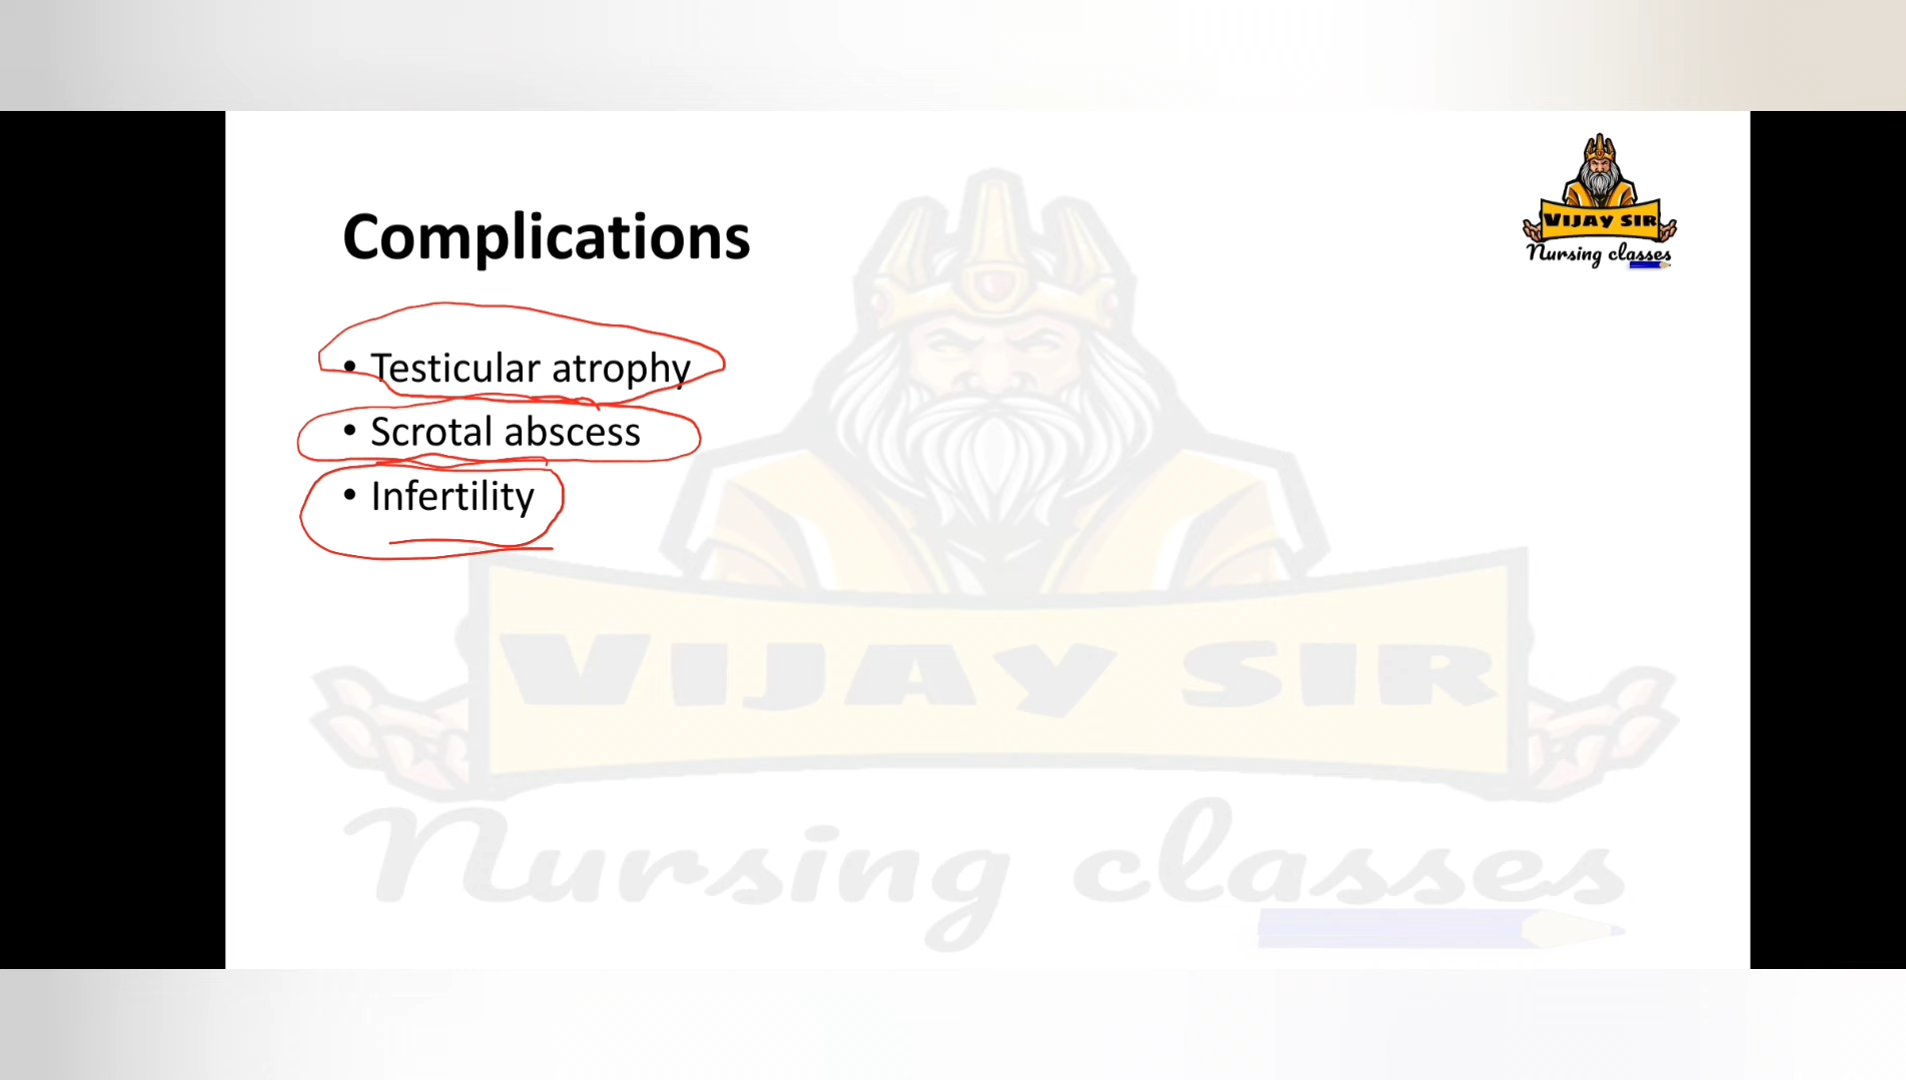 VIJAY SIR
Nursing classes
Complications
• Testicular atrophy
• Scrotal abscess
• Infertility
VIJAY SIR
Nursing classes